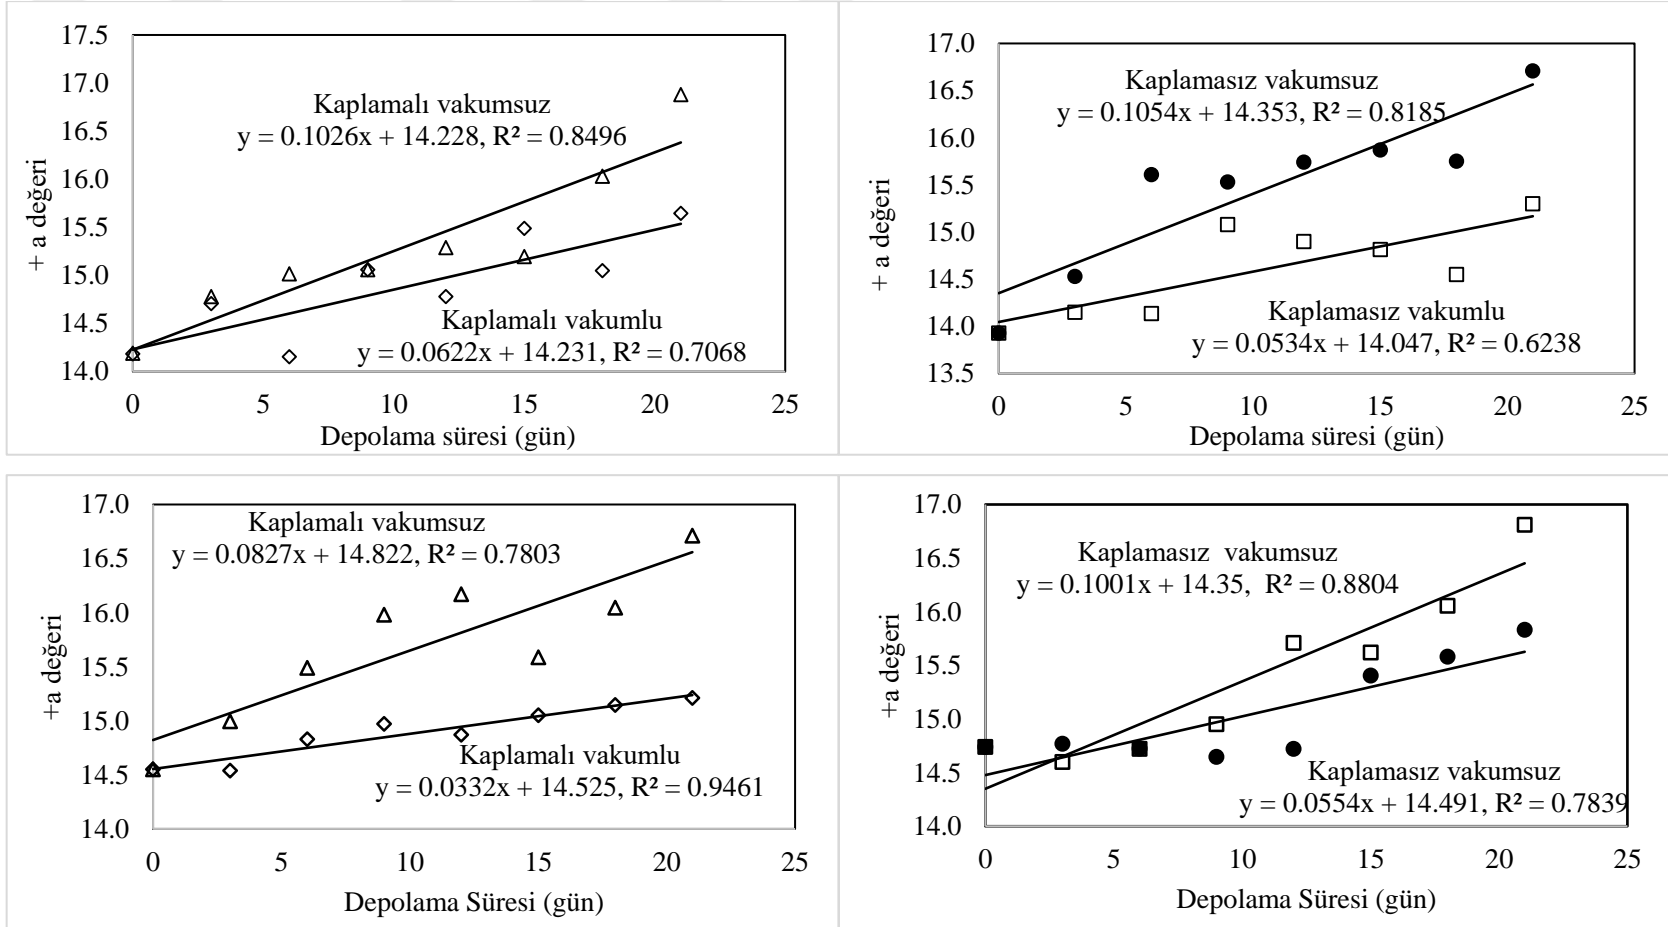 17.5
17.0
16.5
16.0
15.5
15.0
14.5
14.0
+ a değeri
Kaplamalı vakumsuz
y = 0.1026x + 14.228, R² = 0.8496
Kaplamalı vakumlu
y = 0.0622x + 14.231, R² = 0.7068
0 5 10 15 20 25
Depolama süresi (gün)
17.0
16.5
16.0
15.5
15.0
14.5
14.0
13.5
+ a değeri
Kaplamasız vakumsuz
y = 0.1054x + 14.353, R² = 0.8185
Kaplamasız vakumlu
y = 0.0534x + 14.047, R² = 0.6238
0 5 10 15 20 25
Depolama süresi (gün)
17.0
16.5
16.0
15.5
15.0
14.5
14.0
+a değeri
Kaplamalı vakumsuz
y = 0.0827x + 14.822, R² = 0.7803
Kaplamalı vakumlu
y = 0.0332x + 14.525, R² = 0.9461
0 5 10 15 20 25
Depolama Süresi (gün)
17.0
16.5
16.0
15.5
15.0
14.5
14.0
+a değeri
Kaplamasız vakumsuz
y = 0.1001x + 14.35, R² = 0.8804
Kaplamasız vakumsuz
y = 0.0554x + 14.491, R² = 0.7839
0 5 10 15 20 25
Depolama Süresi (gün)